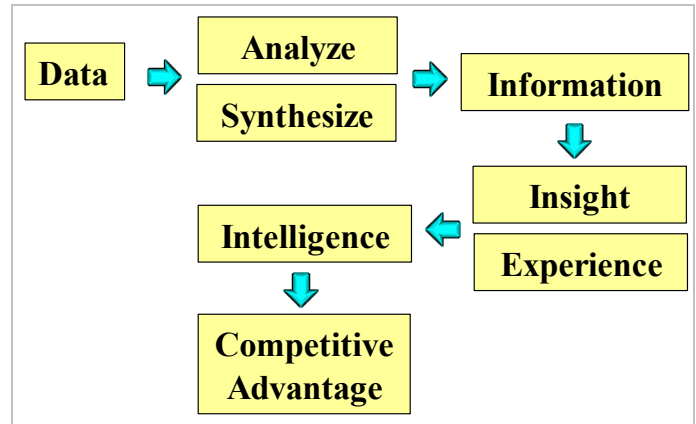 Data
Analyze
Synthesize
Information
Insight
Experience
Intelligence
Competitive
Advantage